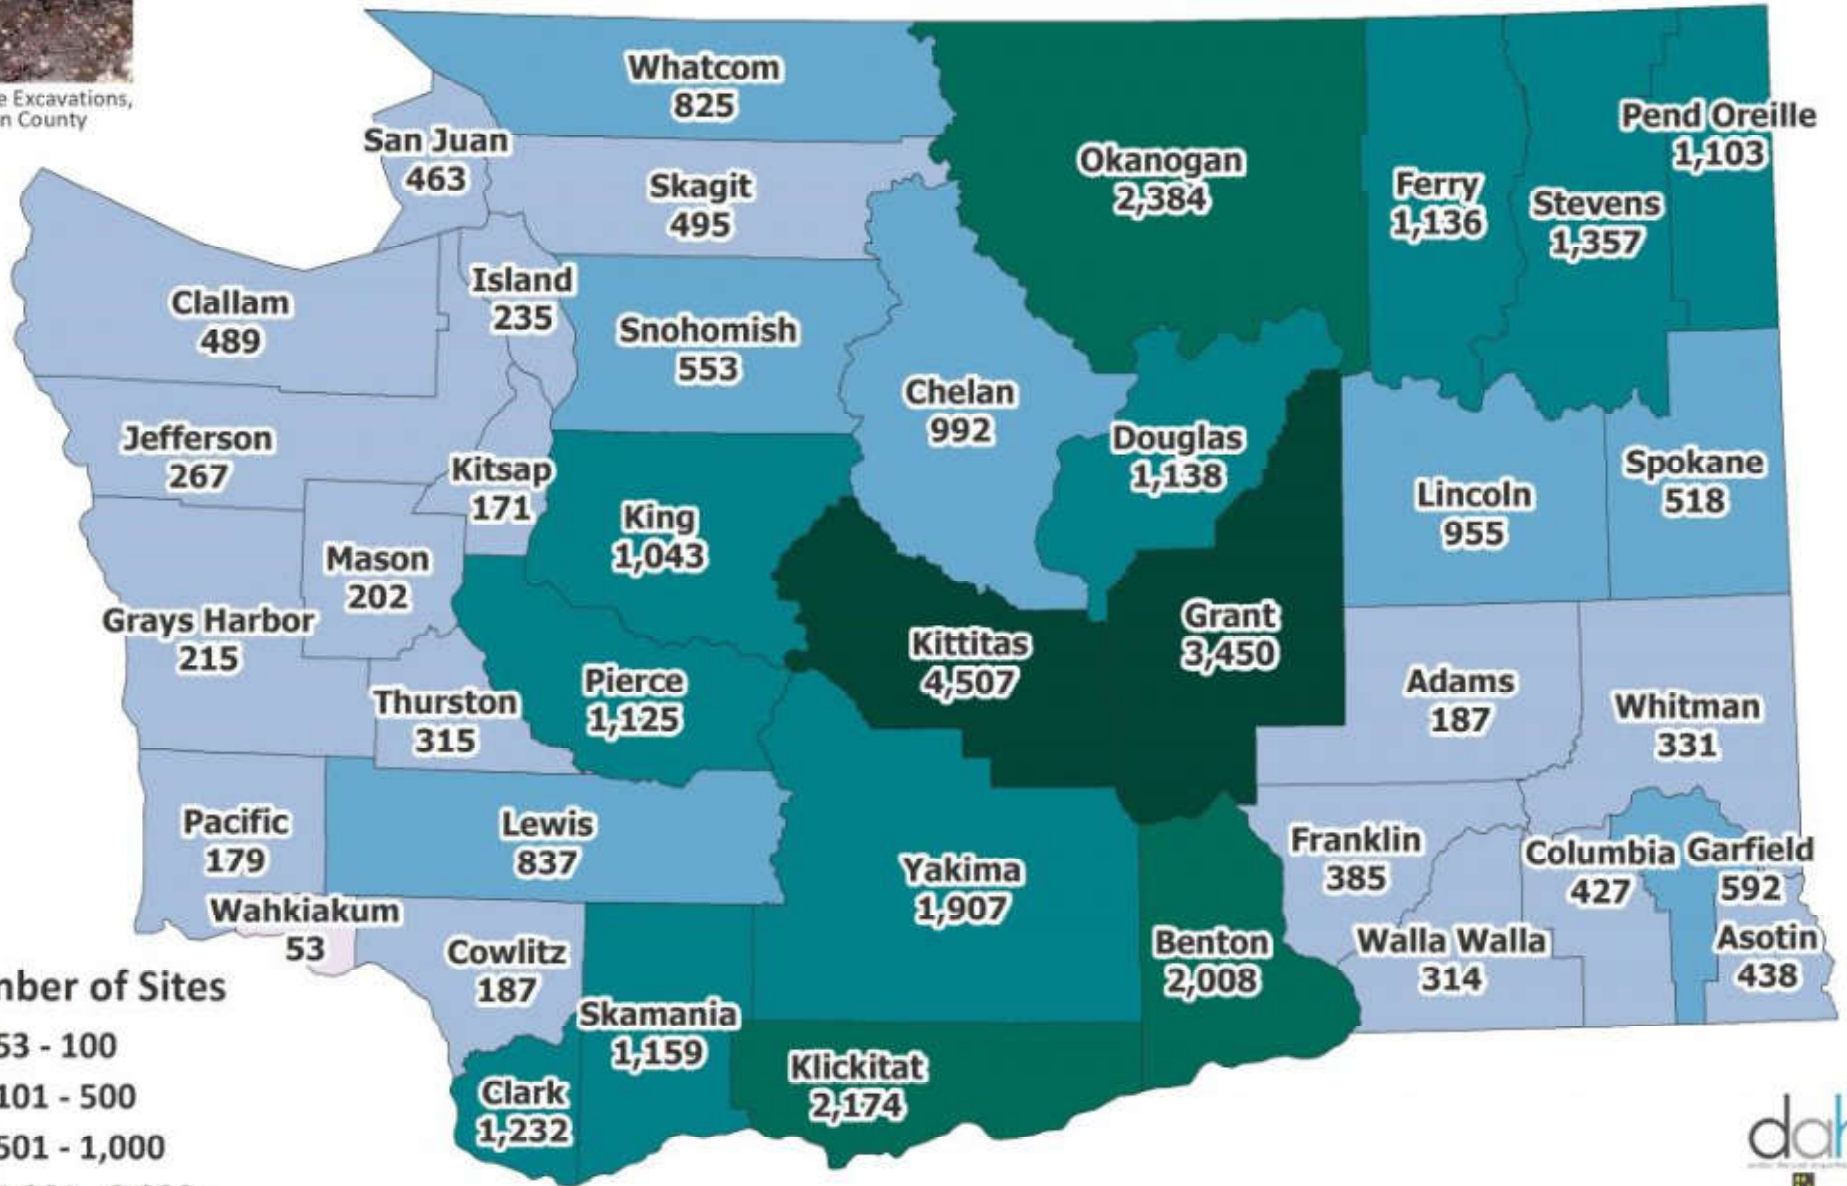 e Excavations,
n County
Whatcom
825
San Juan
463
Skagit
495
Okanogan
2,384
Ferry
1,136
Stevens
1,357
Pend Oreille
1,103
Clallam
489
Island
235
Snohomish
553
Chelan
992
Douglas
1,138
Jefferson
267
Kitsap
171
King
1,043
Lincoln
955
Spokane
518
Mason
202
Grays Harbor
215
Kittitas
4,507
Grant
3,450
Thurston
315
Pierce
1,125
Adams
187
Whitman
331
Pacific
179
Lewis
837
Yakima
1,907
Franklin
385
Columbia
427
Garfield
592
Wahkiakum
53
Cowlitz
187
Benton
2,008
Walla Walla
314
Asotin
438
Skamania
1,159
Klickitat
2,174
Clark
1,232
mber of Sites
53 - 100
101 - 500
501 - 1,000
dah